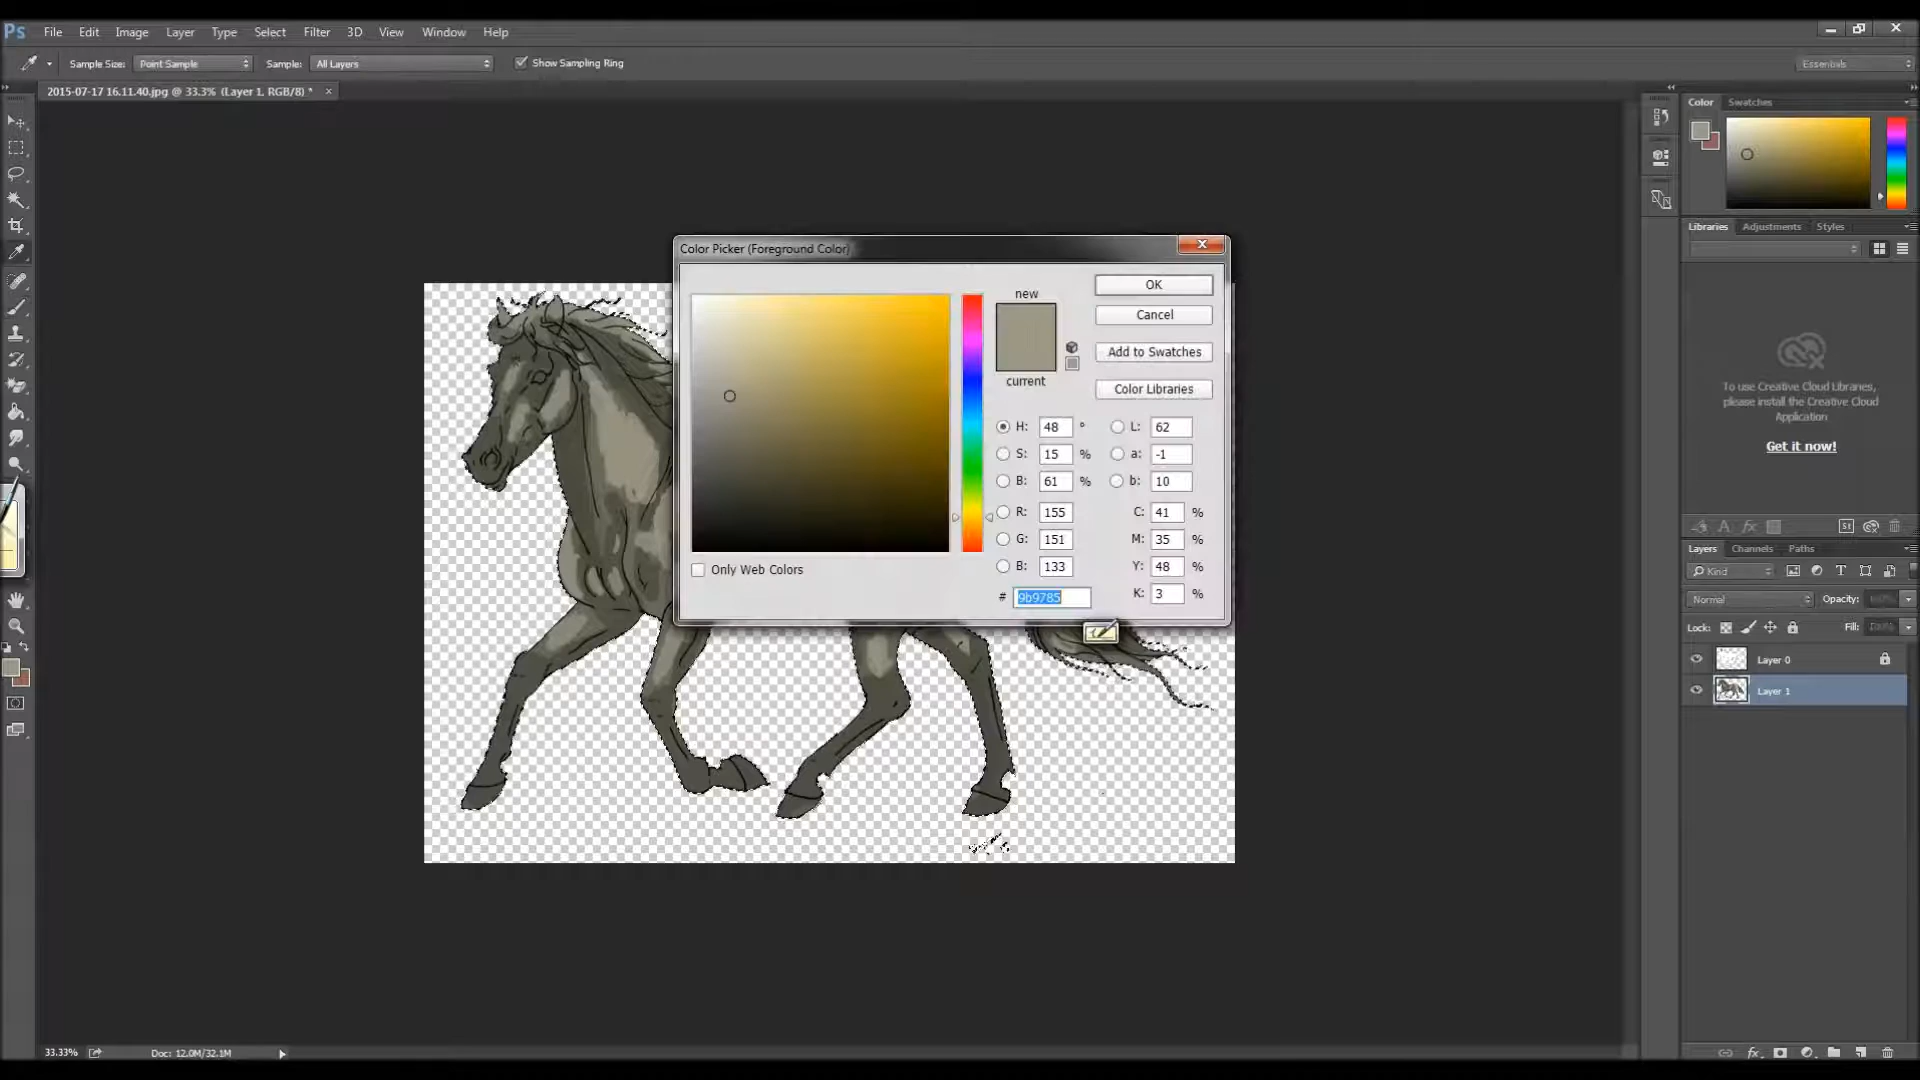 Ps File Edit Image Layer Type Select Filter 3D View Window Help
Sample Size: Point Sample Sample: All Layers Show Sampling Ring Essentials
2015-07-17 16.11.40.jpg @ 33.3% (Layer 1, RGB/8) * ×
Color Swatches
Libraries Adjustments Styles
To use Creative Cloud Libraries,
please install the Creative Cloud
Application
Get it now!
Color Picker (Foreground Color)
new
current
OK
Cancel
Add to Swatches
Color Libraries
H: 48 ° L: 62
S: 15 % a: -1
B: 61 % b: 10
R: 155 C: 41 %
G: 151 M: 35 %
B: 133 Y: 48 %
# 9b9785 K: 3 %
Only Web Colors
St
Layers Channels Paths
Kind
Normal Opacity:
Lock: Fill:
Layer 0
Layer 1
33.33% Doc: 12.0M/32.1M